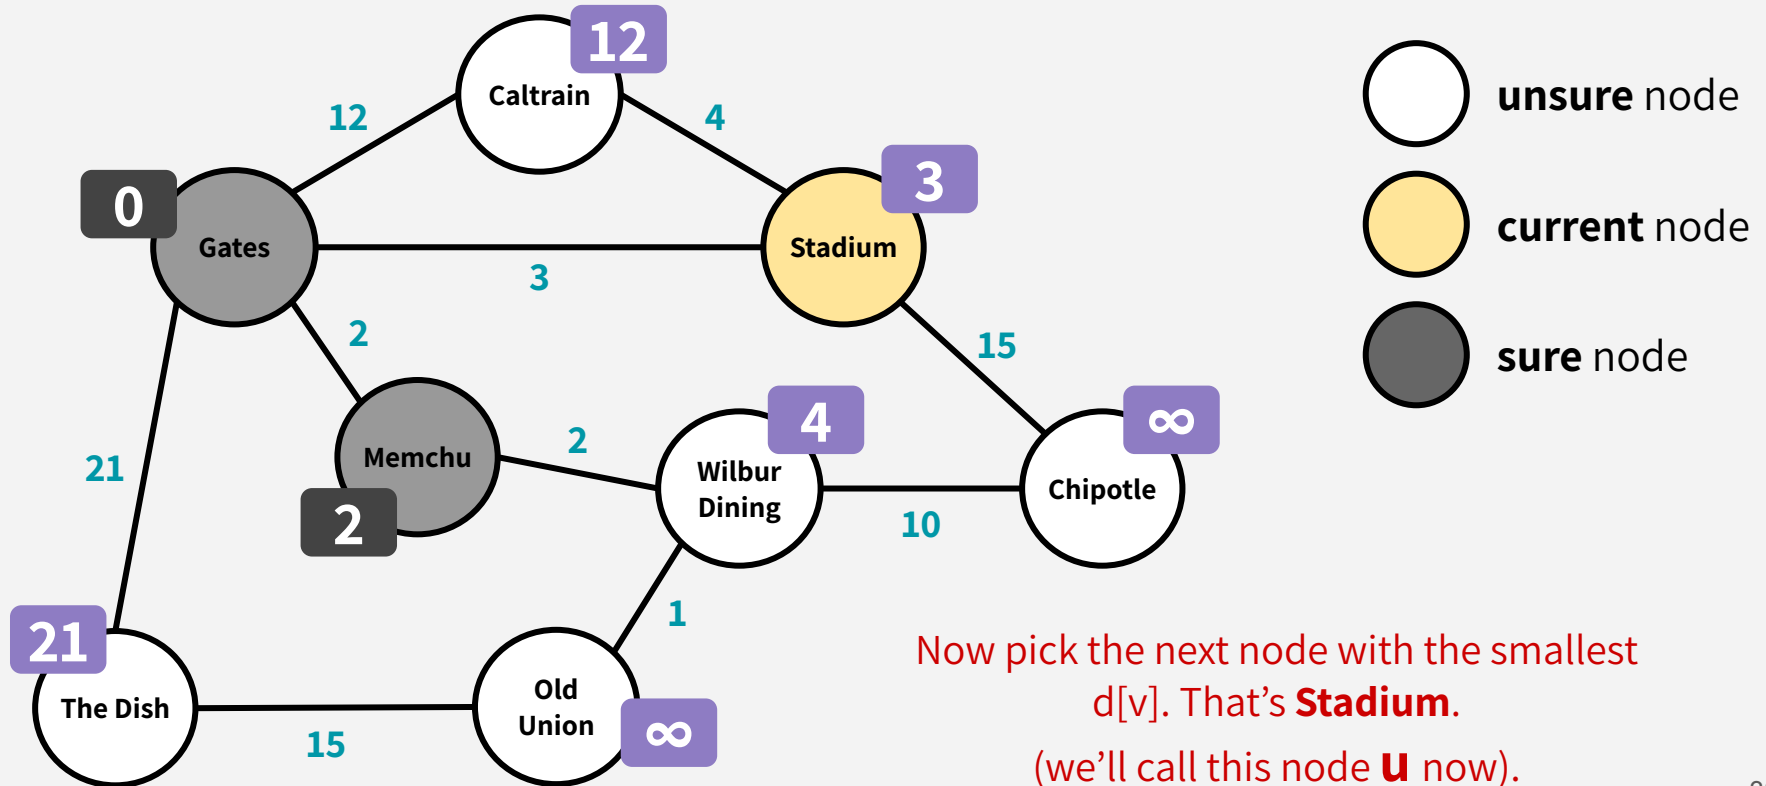 12
Caltrain
12
4
unsure node
0
3
Gates
Stadium
current node
3
2
15
sure node
4
∞
21
Memchu
2
Wilbur
Dining
Chipotle
2
10
1
21
Now pick the next node with the smallest
d[v]. That's Stadium.
(we'll call this node u now).
The Dish
Old
Union
∞
15